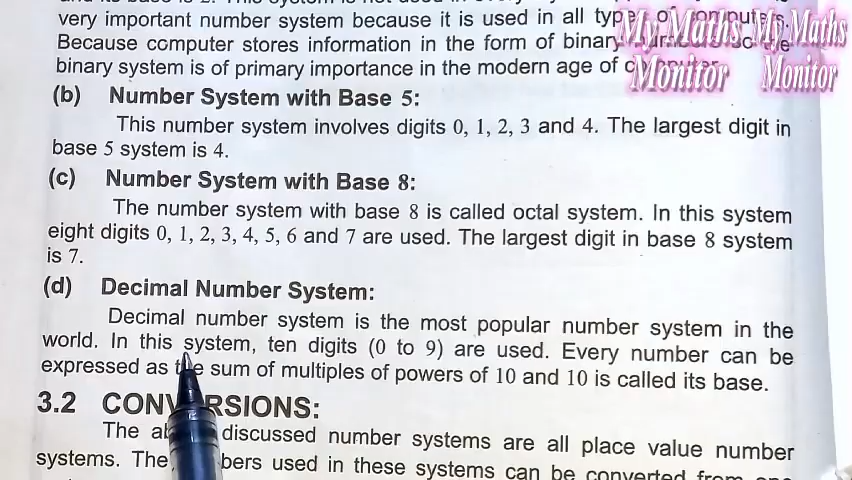 very important number system because it is used in all types of computers.
Because computer stores information in the form of binary
binary system is of primary importance in the modern age of
My Maths My Maths
Monitor Monitor
(b) Number System with Base 5:
This number system involves digits 0, 1, 2, 3 and 4. The largest digit in
base 5 system is 4.
(c) Number System with Base 8:
The number system with base 8 is called octal system. In this system
eight digits 0, 1, 2, 3, 4, 5, 6 and 7 are used. The largest digit in base 8 system
is 7.
(d) Decimal Number System:
Decimal number system is the most popular number system in the
world. In this system, ten digits (0 to 9) are used. Every number can be
expressed as the sum of multiples of powers of 10 and 10 is called its base.
3.2 CONVERSIONS:
The discussed number systems are all place value number
systems. The used in these systems can be converted from one